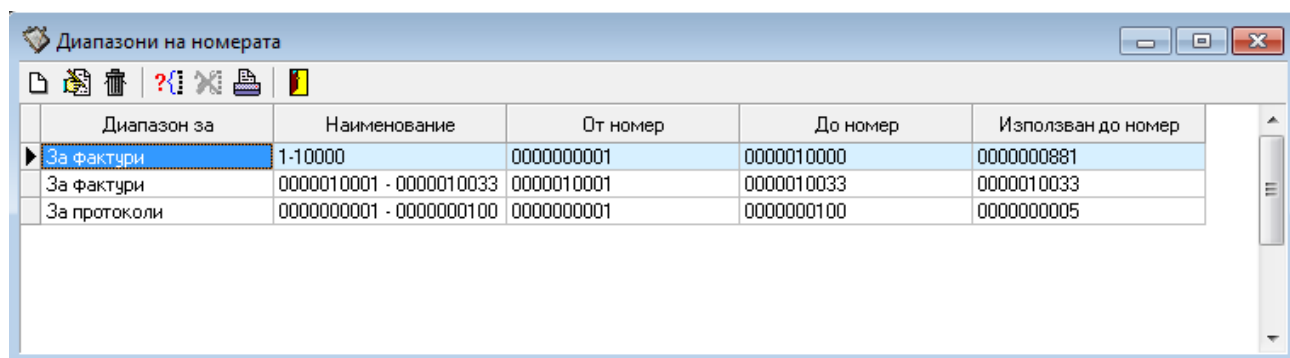 Диапазони на номерата
Диапазон за Наименование От номер До номер Използван до номер
За фактури 1-10000 0000000001 0000010000 0000000881
За фактури 0000010001 - 0000010033 0000010001 0000010033 0000010033
За протоколи 0000000001 - 0000000100 0000000001 0000000100 0000000005